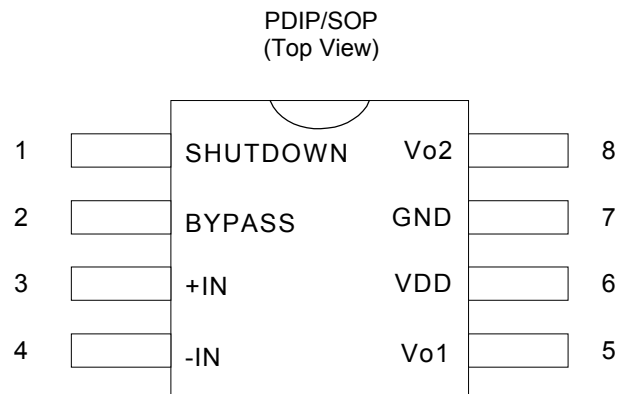 PDIP/SOP
(Top View)
1 SHUTDOWN Vo2 8
2 BYPASS GND 7
3 +IN VDD 6
4 -IN Vo1 5